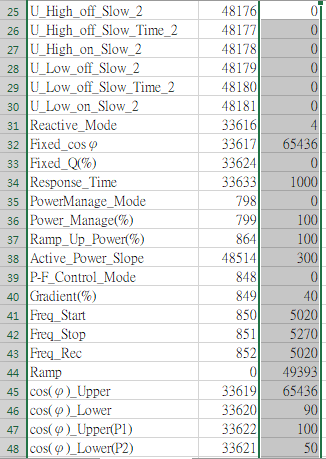 25 U_High_off_Slow_2 48176 0
26 U_High_off_Slow_Time_2 48177 0
27 U_High_on_Slow_2 48178 0
28 U_Low_off_Slow_2 48179 0
29 U_Low_off_Slow_Time_2 48180 0
30 U_Low_on_Slow_2 48181 0
31 Reactive_Mode 33616 4
32 Fixed_cos φ 33617 65436
33 Fixed_Q(%) 33624 0
34 Response_Time 33633 1000
35 PowerManage_Mode 798 0
36 Power_Manage(%) 799 100
37 Ramp_Up_Power(%) 864 100
38 Active_Power_Slope 48514 300
39 P-F_Control_Mode 848 0
40 Gradient(%) 849 40
41 Freq_Start 850 5020
42 Freq_Stop 851 5270
43 Freq_Rec 852 5020
44 Ramp 0 49393
45 cos(φ)_Upper 33619 65436
46 cos(φ)_Lower 33620 90
47 cos(φ)_Upper(P1) 33622 100
48 cos(φ)_Lower(P2) 33621 50